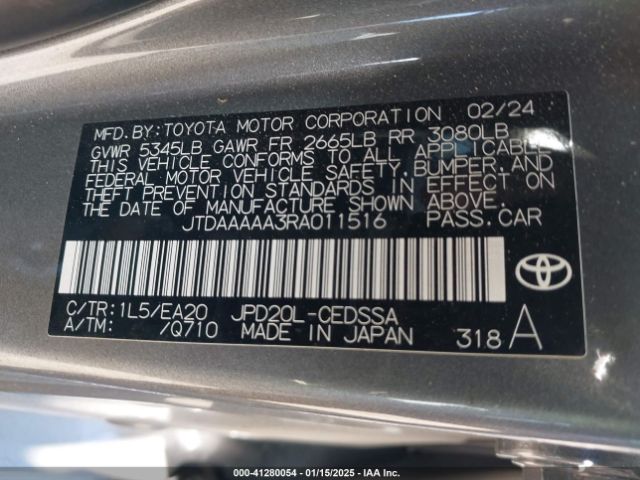 MFD. BY: TOYOTA MOTOR CORPORATION 02/24
GVWR 5345LB GAWR FR 2665LB RR 3080LB
THIS VEHICLE CONFORMS TO ALL APPLICABLE
FEDERAL MOTOR VEHICLE SAFETY, BUMPER, AND
THEFT PREVENTION STANDARDS IN EFFECT ON
THE DATE OF MANUFACTURE SHOWN ABOVE.
JTDAAAAA3RA011516 PASS. CAR
C/TR: 1L5/EA20 JPD20L-CEDSSA
A/TM: /Q710 MADE IN JAPAN 318 A
000-41280054 - 01/15/2025 - IAA Inc.